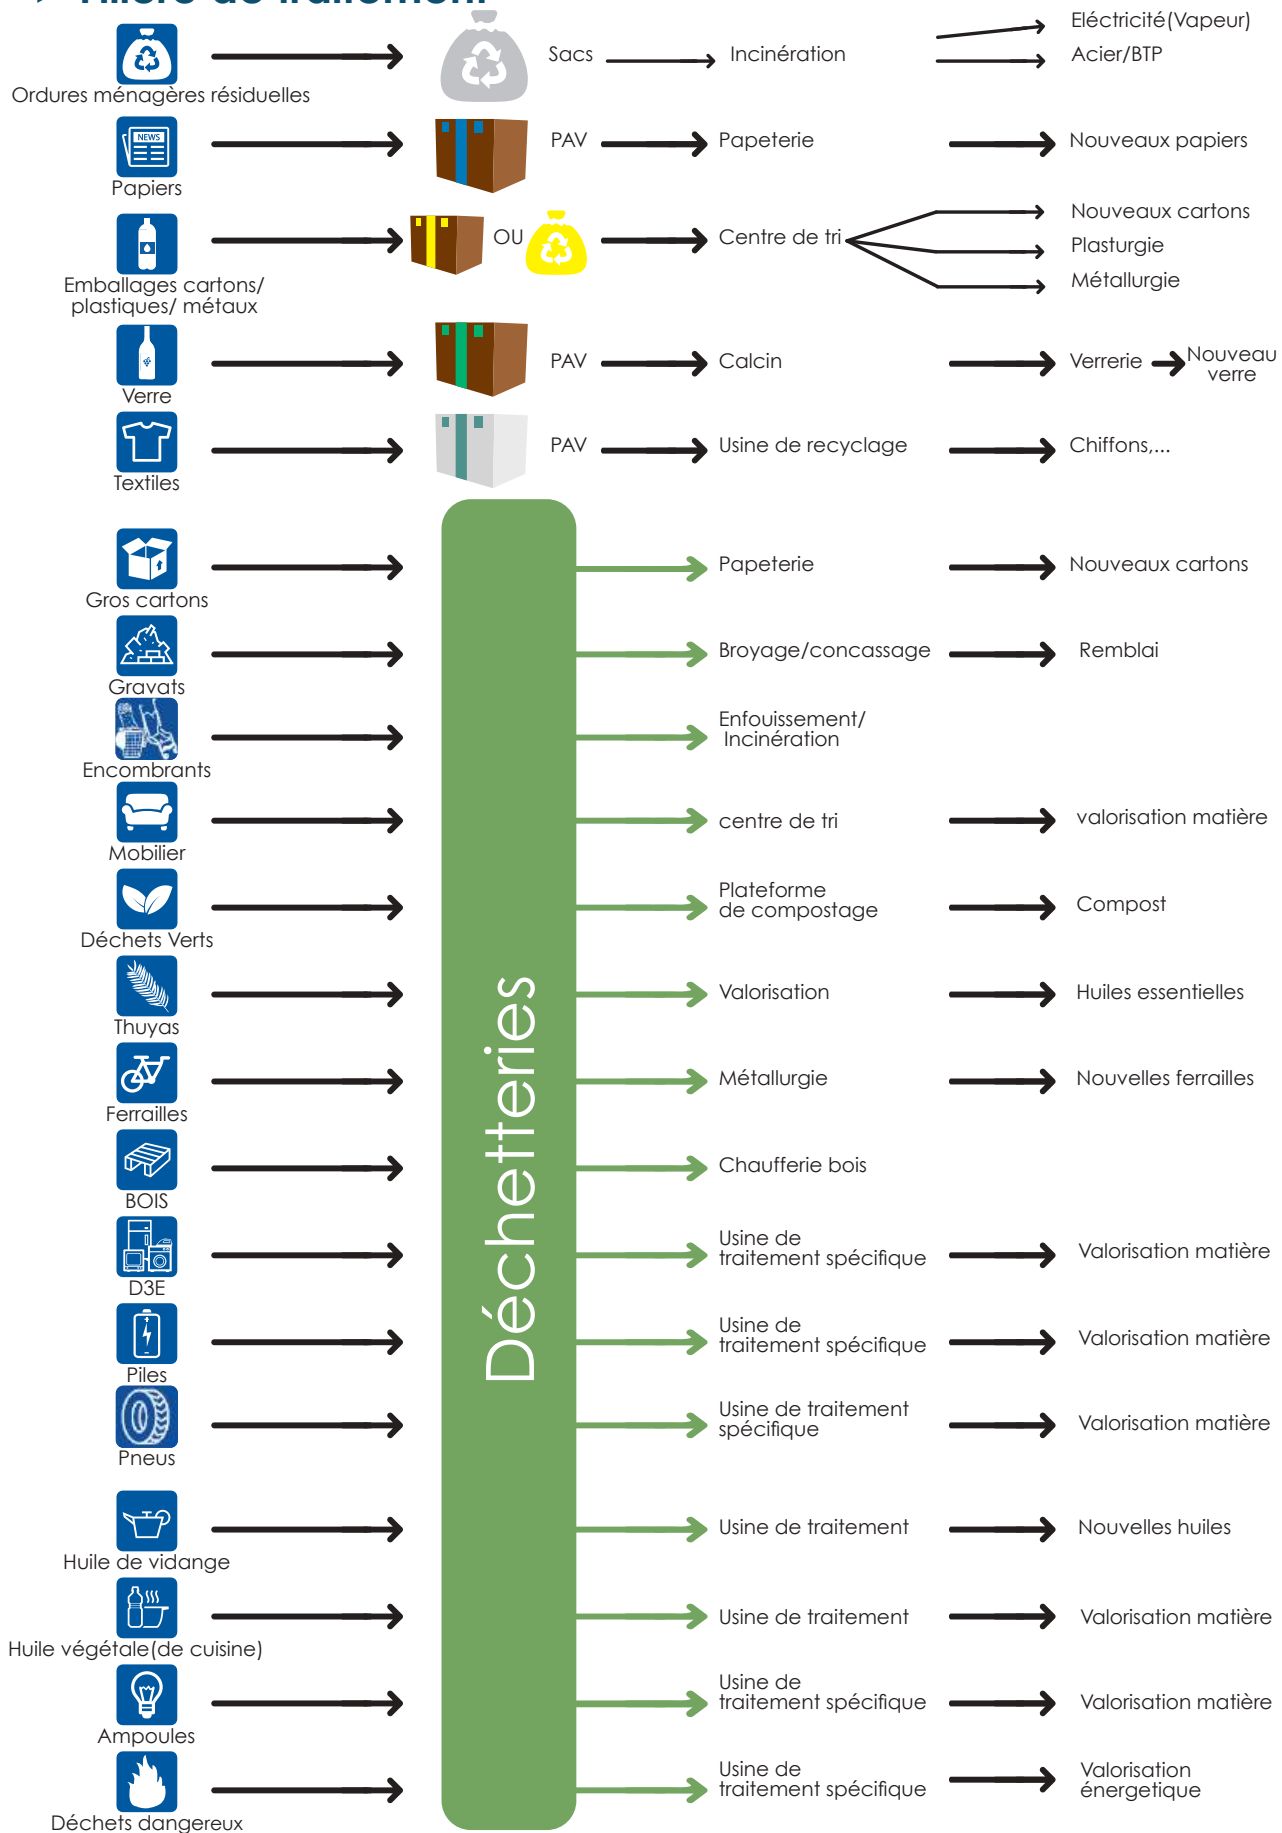 Filière de traitement
Eléctricité(Vapeur)
Sacs
Incinération
Acier/BTP
Ordures ménagères résiduelles
NEWS
PAV
Papeterie
Nouveaux papiers
Papiers
OU
Centre de tri
Nouveaux cartons
Plasturgie
Métallurgie
Emballages cartons/
plastiques/ métaux
PAV
Calcin
Verrerie
Nouveau
verre
Verre
PAV
Usine de recyclage
Chiffons,...
Textiles
Déchetteries
Papeterie
Nouveaux cartons
Gros cartons
Broyage/concassage
Remblai
Gravats
Enfouissement/
Incinération
Encombrants
centre de tri
valorisation matière
Mobilier
Plateforme
de compostage
Compost
Déchets Verts
Valorisation
Huiles essentielles
Thuyas
Métallurgie
Nouvelles ferrailles
Ferrailles
Chaufferie bois
BOIS
Usine de
traitement spécifique
Valorisation matière
D3E
Usine de
traitement spécifique
Valorisation matière
Piles
Usine de traitement
spécifique
Valorisation matière
Pneus
Usine de traitement
Nouvelles huiles
Huile de vidange
Usine de traitement
Valorisation matière
Huile végétale(de cuisine)
Usine de
traitement spécifique
Valorisation matière
Ampoules
Usine de
traitement spécifique
Valorisation
énergetique
Déchets dangereux